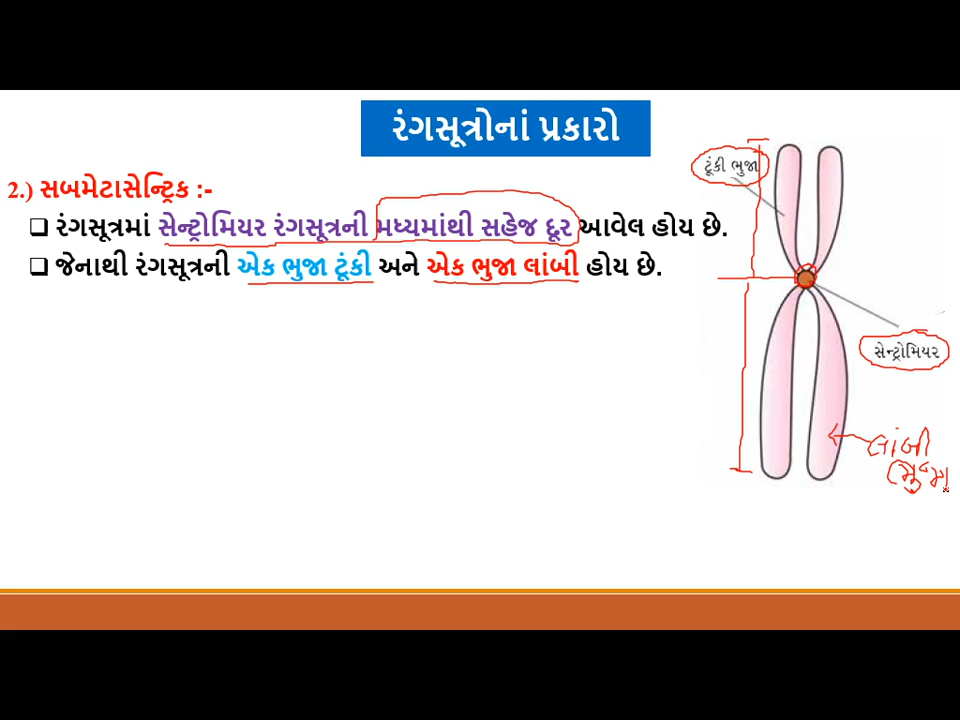 રંગસૂત્રોનાં પ્રકારો
2.) સબમેટાસેન્ટ્રિક :-
❑ રંગસૂત્રમાં સેન્ટ્રોમિયર રંગસૂત્રની મધ્યમાંથી સહેજ દૂર આવેલ હોય છે.
❑ જેનાથી રંગસૂત્રની એક ભુજા ટૂંકી અને એક ભુજા લાંબી હોય છે.
ટૂંકી ભુજા
સેન્ટ્રોમિયર
લાંબી
ભુજા